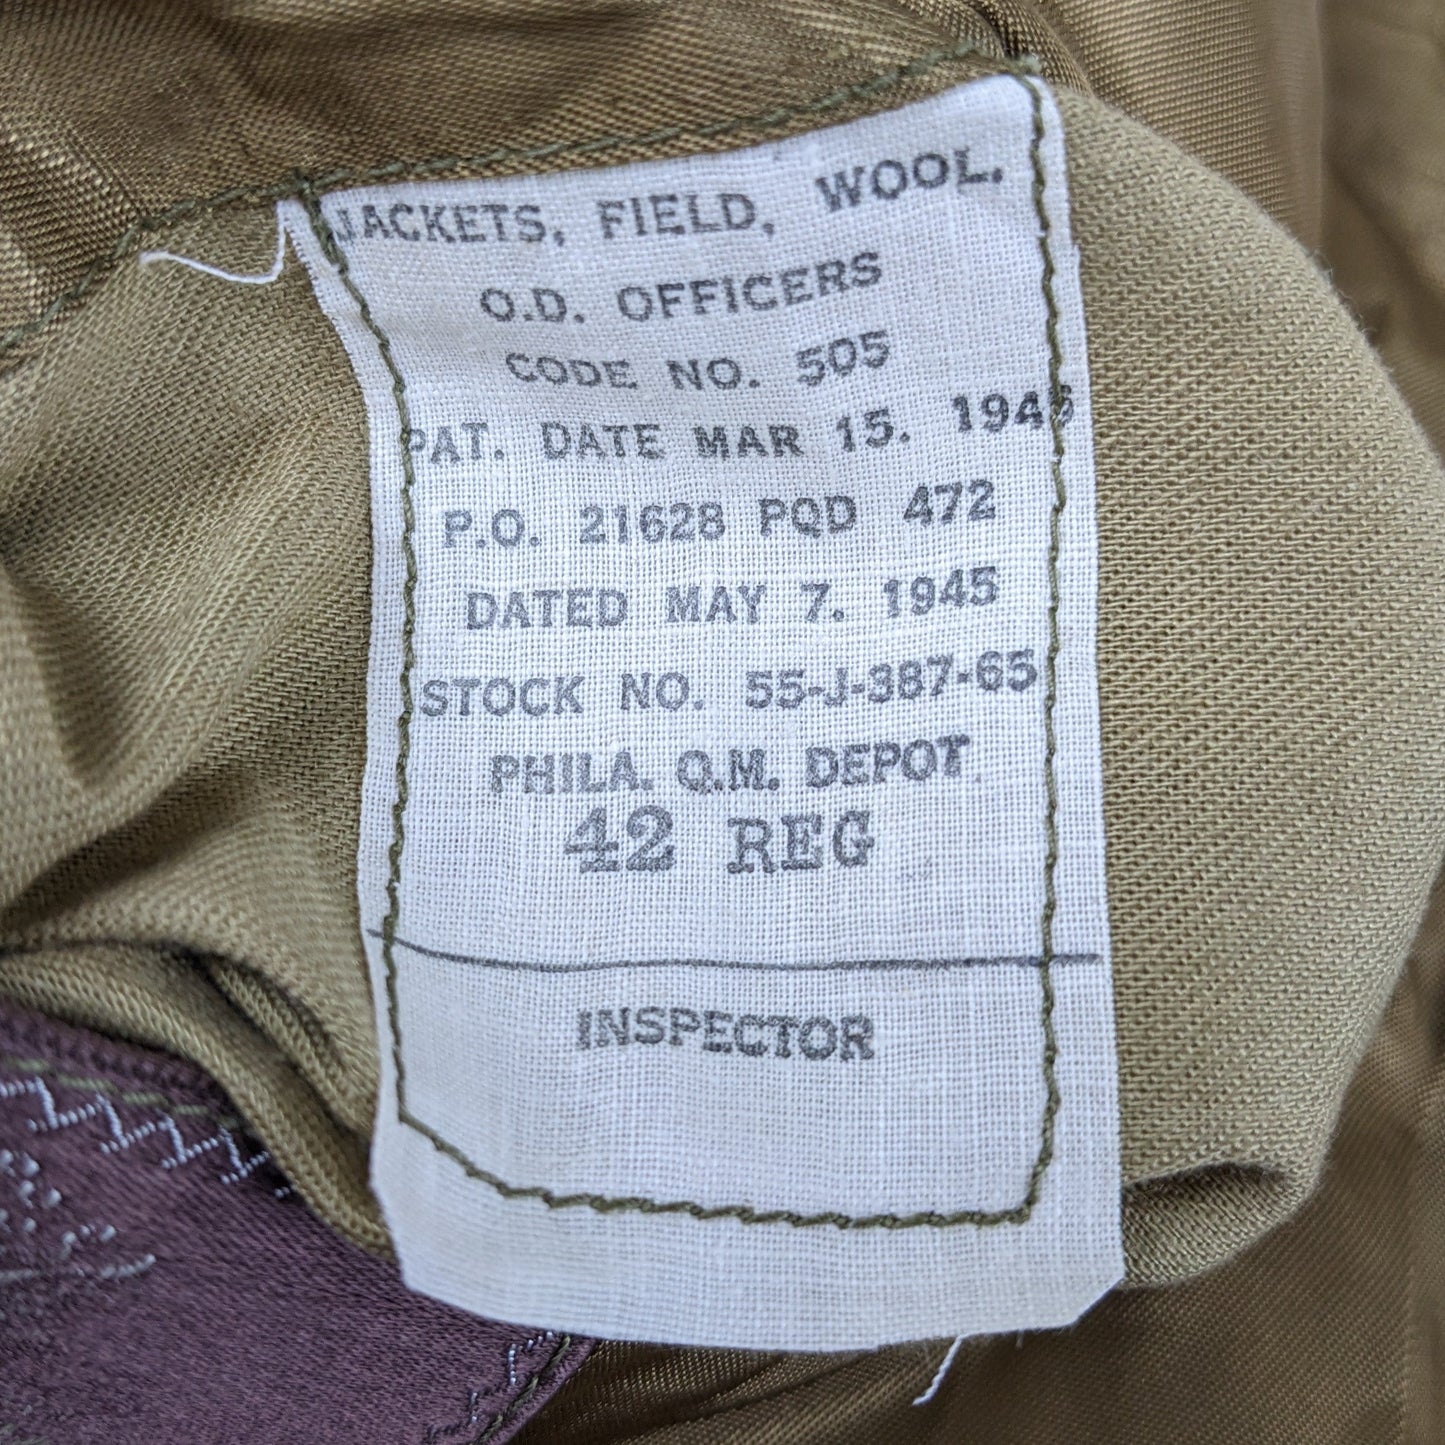 JACKETS, FIELD, WOOL.
O.D. OFFICERS
CODE NO. 505
PAT. DATE MAR 15. 1945
P.O. 21628 PQD 472
DATED MAY 7. 1945
STOCK NO. 55-J-387-65
PHILA. Q.M. DEPOT
42 REG
INSPECTOR